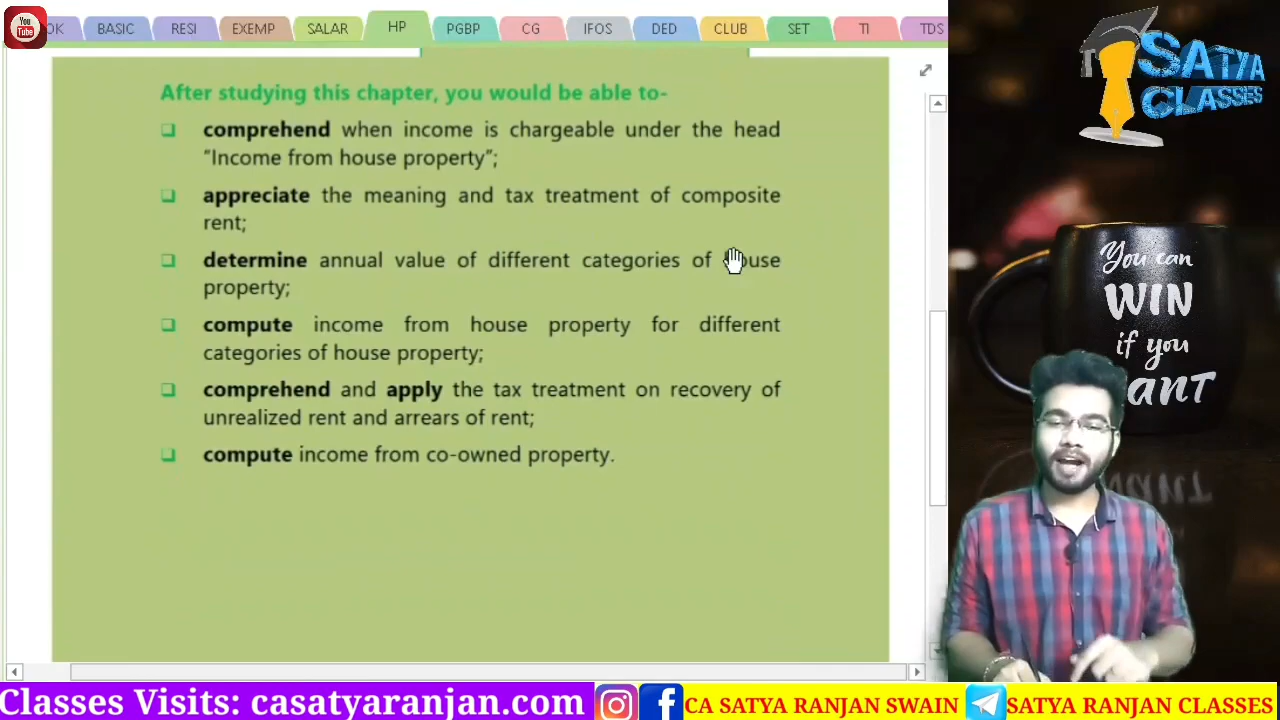 You
Tube
OK BASIC RESI EXEMP SALAR HP PGBP CG IFOS DED CLUB SET TI TDS
After studying this chapter, you would be able to-
comprehend when income is chargeable under the head
“Income from house property”;
appreciate the meaning and tax treatment of composite
rent;
determine annual value of different categories of house
property;
compute income from house property for different
categories of house property;
comprehend and apply the tax treatment on recovery of
unrealized rent and arrears of rent;
compute income from co-owned property.
SATYA
CLASSES
You can
WIN
if you
WANT
Classes Visits: casatyaranjan.com CA SATYA RANJAN SWAIN SATYA RANJAN CLASSES